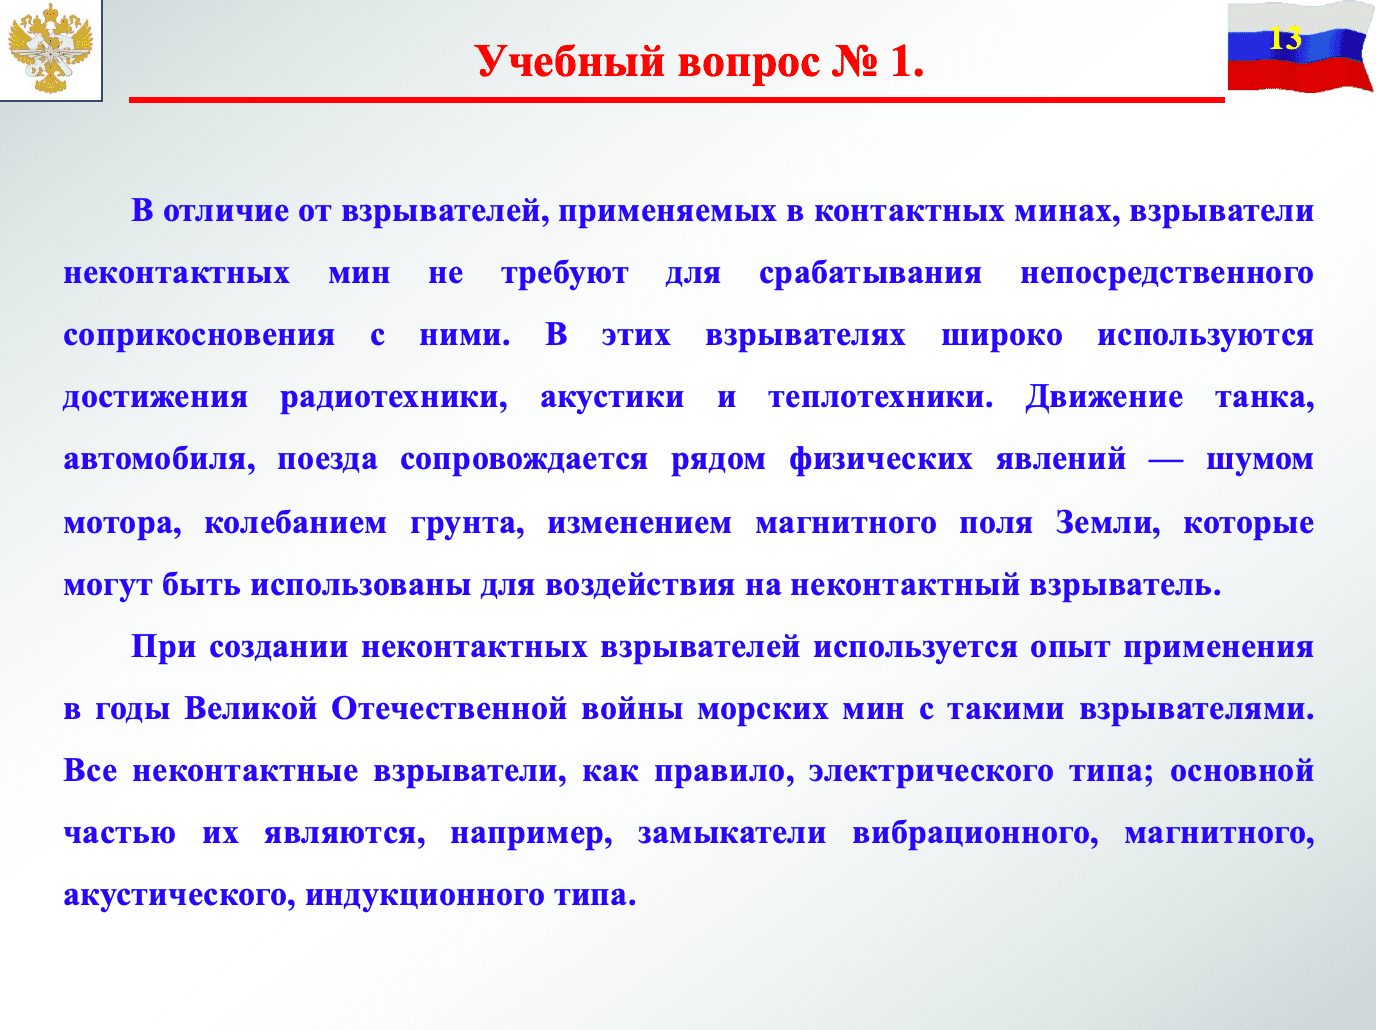 13
Учебный вопрос № 1.
В отличие от взрывателей, применяемых в контактных минах, взрыватели
неконтактных мин не требуют для срабатывания непосредственного
соприкосновения с ними. В этих взрывателях широко используются
достижения радиотехники, акустики и теплотехники. Движение танка,
автомобиля, поезда сопровождается рядом физических явлений — шумом
мотора, колебанием грунта, изменением магнитного поля Земли, которые
могут быть использованы для воздействия на неконтактный взрыватель.
При создании неконтактных взрывателей используется опыт применения
в годы Великой Отечественной войны морских мин с такими взрывателями.
Все неконтактные взрыватели, как правило, электрического типа; основной
частью их являются, например, замыкатели вибрационного, магнитного,
акустического, индукционного типа.